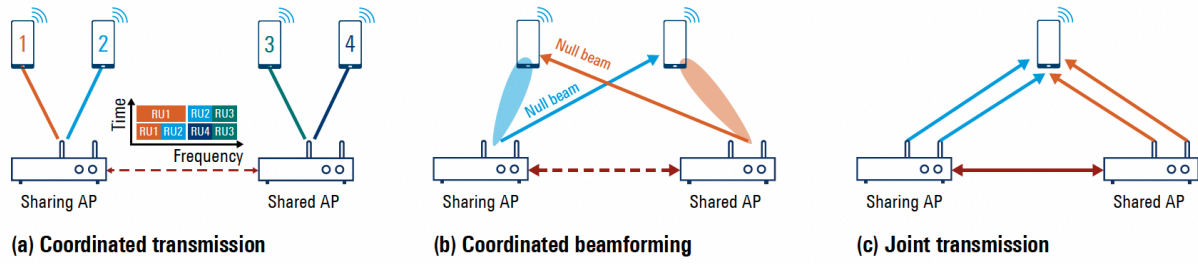 1
2
3
4
Time
RU1 RU2 RU3
RU1 RU2 RU4 RU3
Frequency
Sharing AP
Shared AP
(a) Coordinated transmission
Null beam
Null beam
Sharing AP
Shared AP
(b) Coordinated beamforming
Sharing AP
Shared AP
(c) Joint transmission